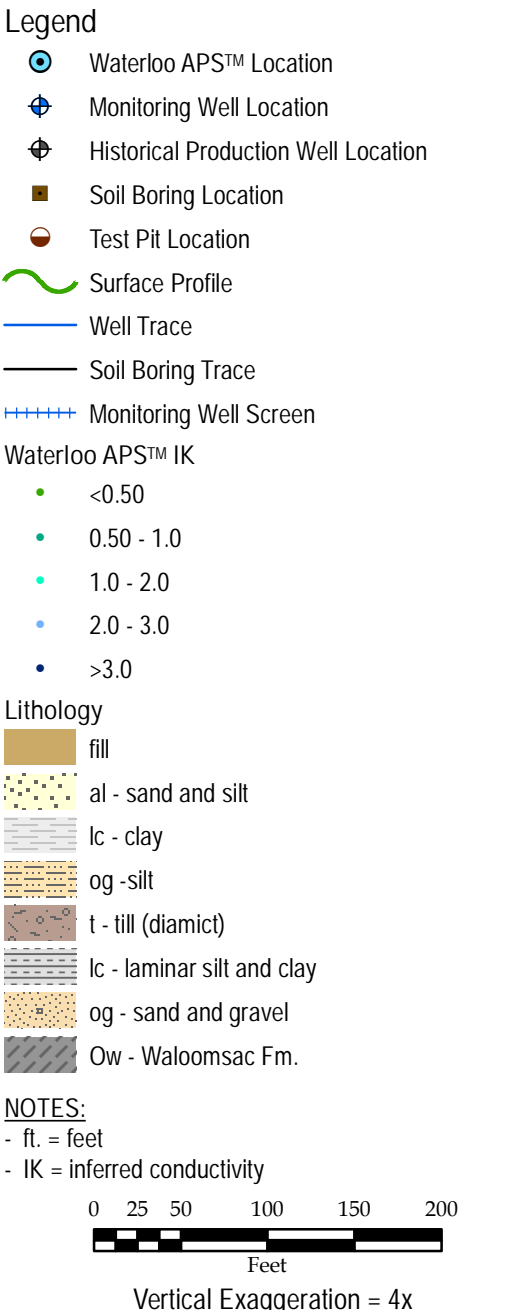 Legend
Waterloo APS™ Location
Monitoring Well Location
Historical Production Well Location
Soil Boring Location
Test Pit Location
Surface Profile
Well Trace
Soil Boring Trace
Monitoring Well Screen
Waterloo APS™ IK
<0.50
0.50 - 1.0
1.0 - 2.0
2.0 - 3.0
>3.0
Lithology
fill
al - sand and silt
lc - clay
og -silt
t - till (diamict)
lc - laminar silt and clay
og - sand and gravel
Ow - Waloomsac Fm.
NOTES:
- ft. = feet
- IK = inferred conductivity
0 25 50 100 150 200
Feet
Vertical Exaggeration = 4x